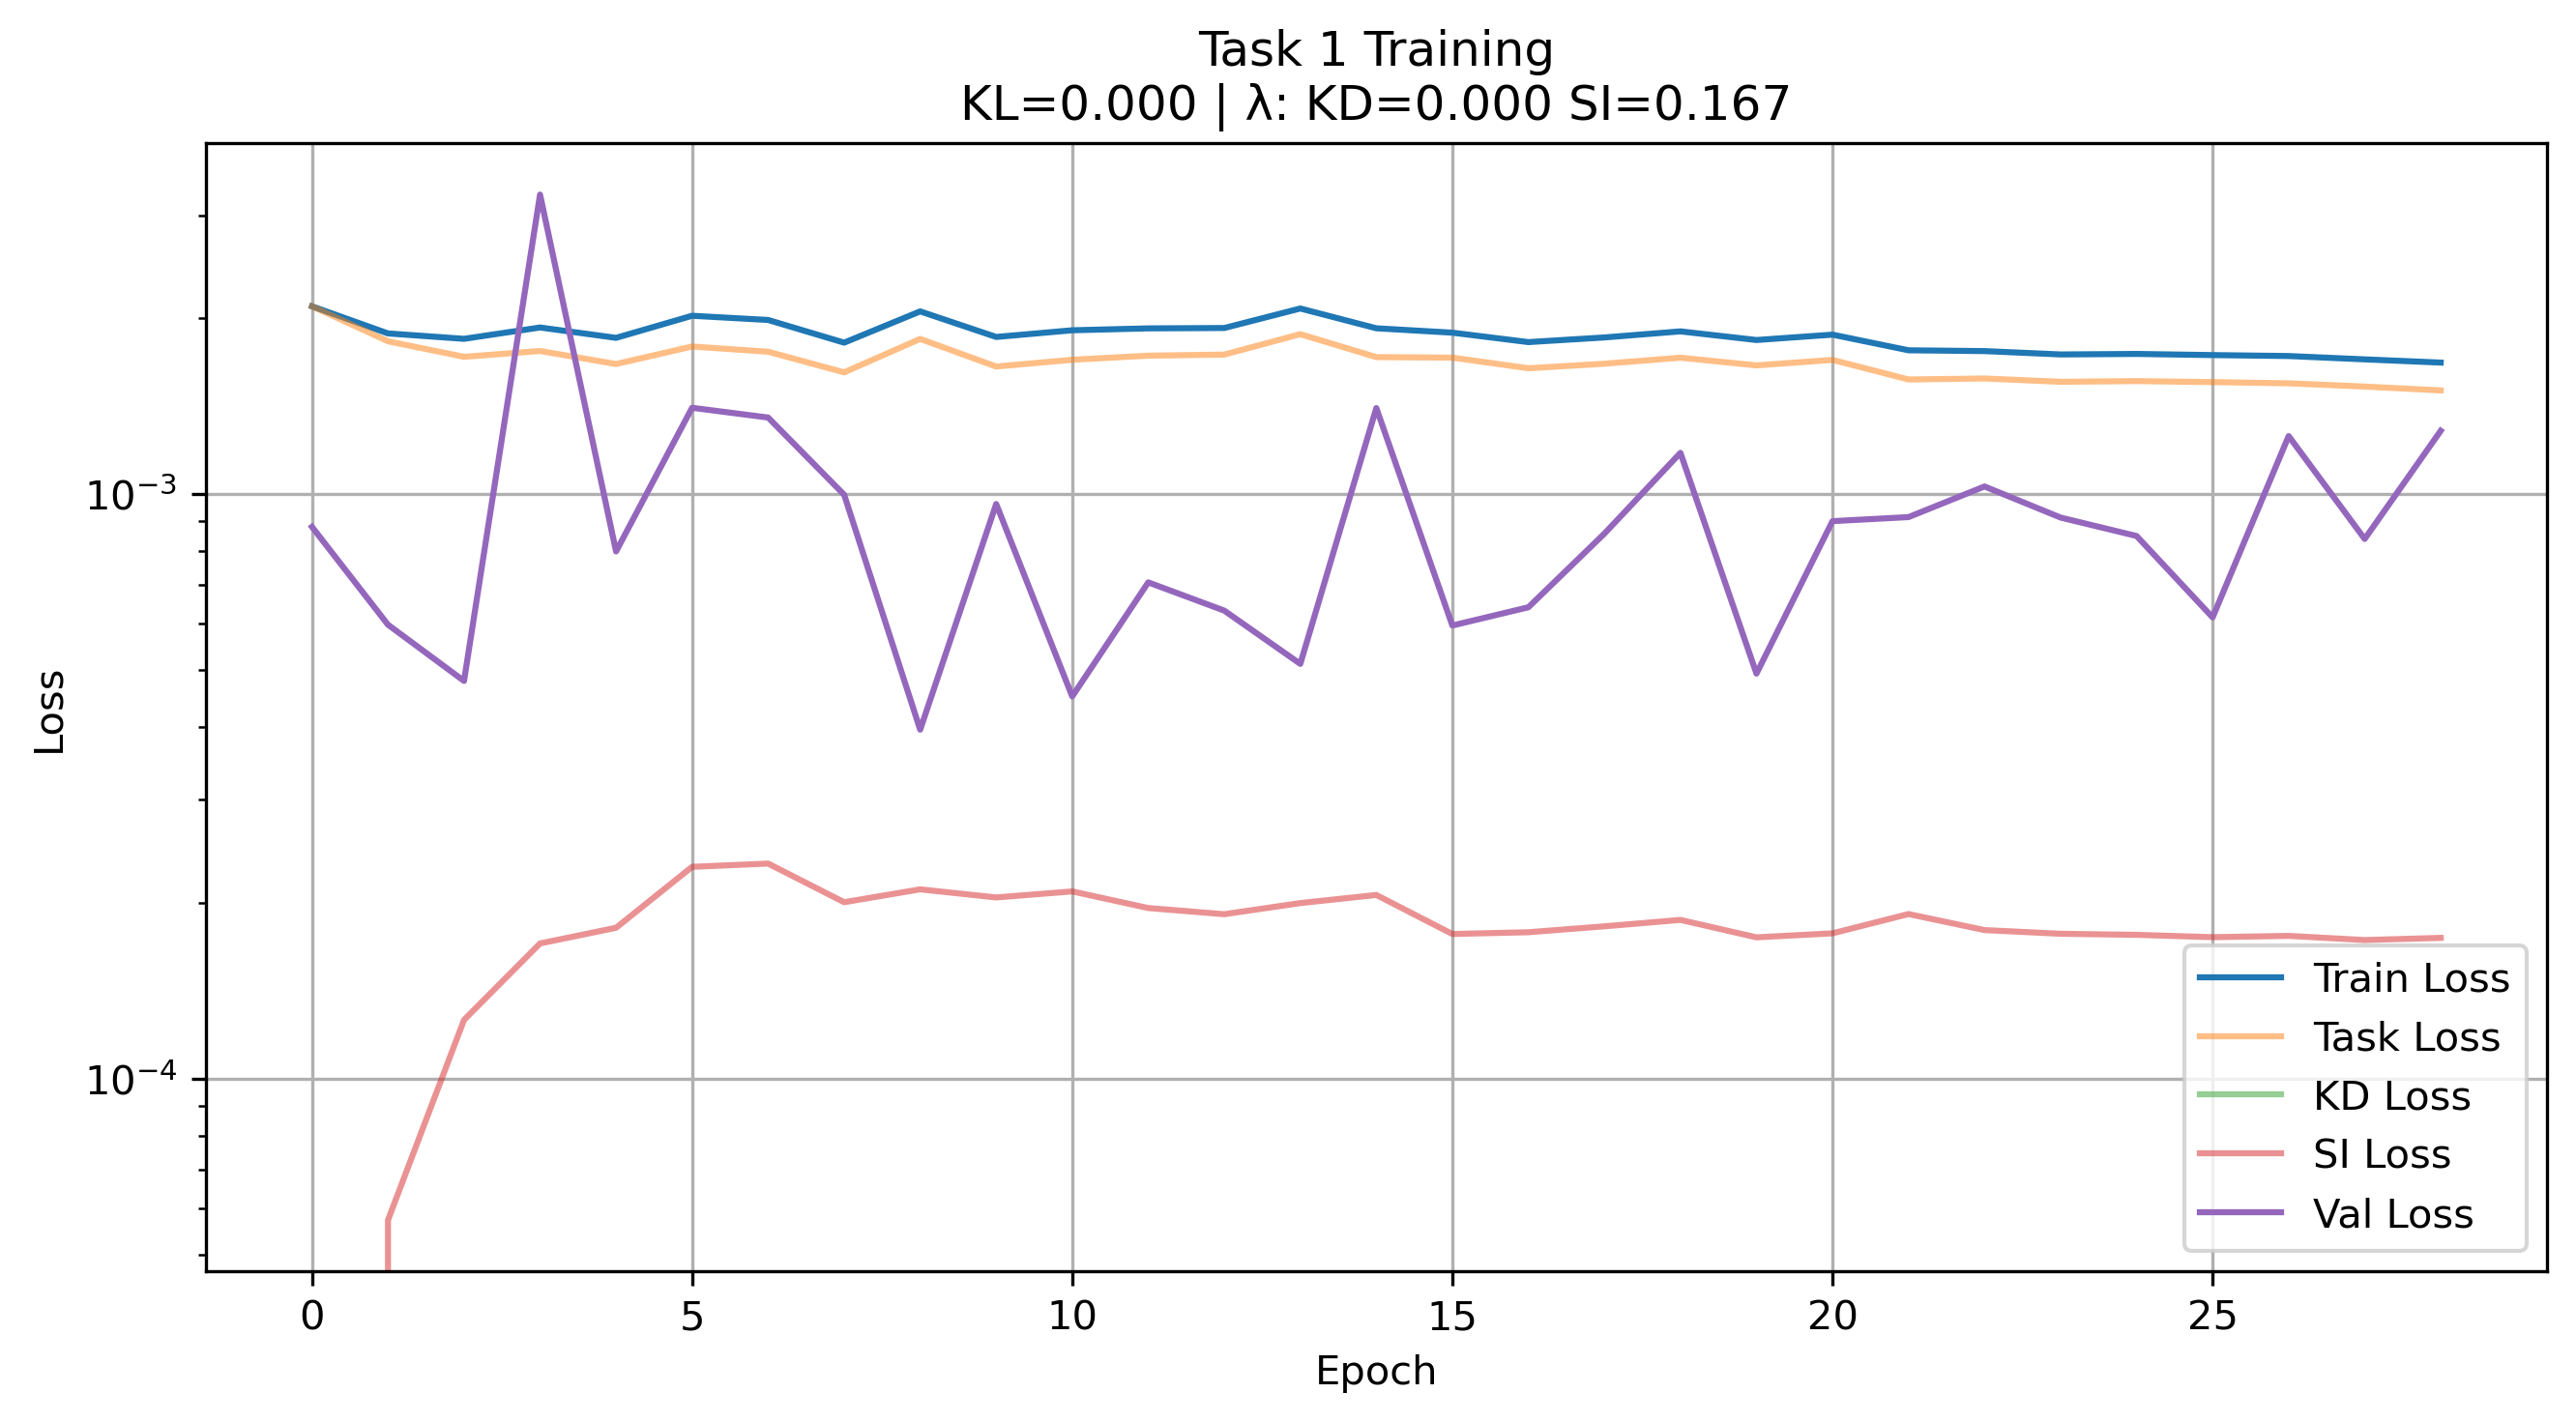 Task 1 Training
KL=0.000 | λ: KD=0.000 SI=0.167
Loss
10⁻³
10⁻⁴
Train Loss
Task Loss
KD Loss
SI Loss
Val Loss
0 5 10 15 20 25
Epoch